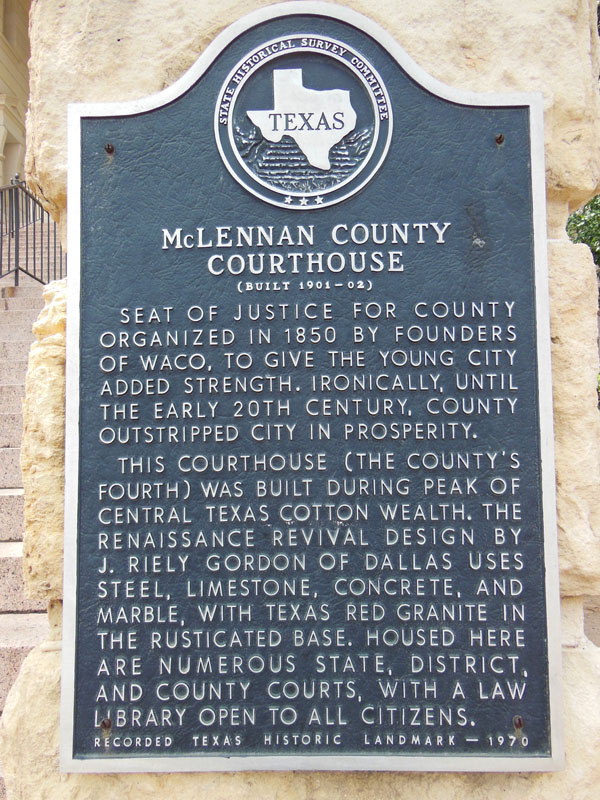 STATE HISTORICAL SURVEY COMMITTEE
TEXAS
McLENNAN COUNTY
COURTHOUSE
(BUILT 1901-02)
SEAT OF JUSTICE FOR COUNTY
ORGANIZED IN 1850 BY FOUNDERS
OF WACO, TO GIVE THE YOUNG CITY
ADDED STRENGTH. IRONICALLY, UNTIL
THE EARLY 20TH CENTURY, COUNTY
OUTSTRIPPED CITY IN PROSPERITY.
THIS COURTHOUSE (THE COUNTY'S
FOURTH) WAS BUILT DURING PEAK OF
CENTRAL TEXAS COTTON WEALTH. THE
RENAISSANCE REVIVAL DESIGN BY
J. RIELY GORDON OF DALLAS USES
STEEL, LIMESTONE, CONCRETE, AND
MARBLE, WITH TEXAS RED GRANITE IN
THE RUSTICATED BASE. HOUSED HERE
ARE NUMEROUS STATE, DISTRICT,
AND COUNTY COURTS, WITH A LAW
LIBRARY OPEN TO ALL CITIZENS.
RECORDED TEXAS HISTORIC LANDMARK — 1970